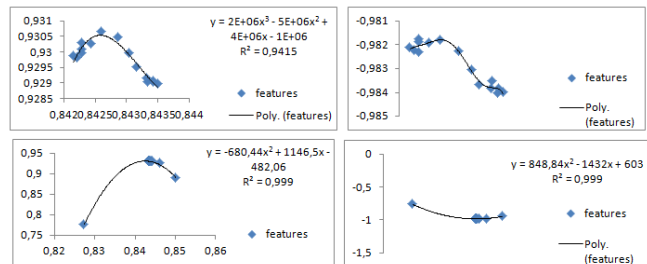 0,931
0,9305
0,93
0,9295
0,929
0,9285
0,842 0,8425 0,843 0,8435 0,844
y = 2E+06x³ - 5E+06x² +
4E+06x - 1E+06
R² = 0,9415
features
Poly. (features)
-0,981
-0,982
-0,983
-0,984
-0,985
features
Poly.
(features)
0,95
0,9
0,85
0,8
0,75
0,82 0,83 0,84 0,85 0,86
y = -680,44x² + 1146,5x -
482,06
R² = 0,999
features
0
-0,5
-1
-1,5
y = 848,84x² - 1432x + 603
R² = 0,999
features
Poly.
(features)